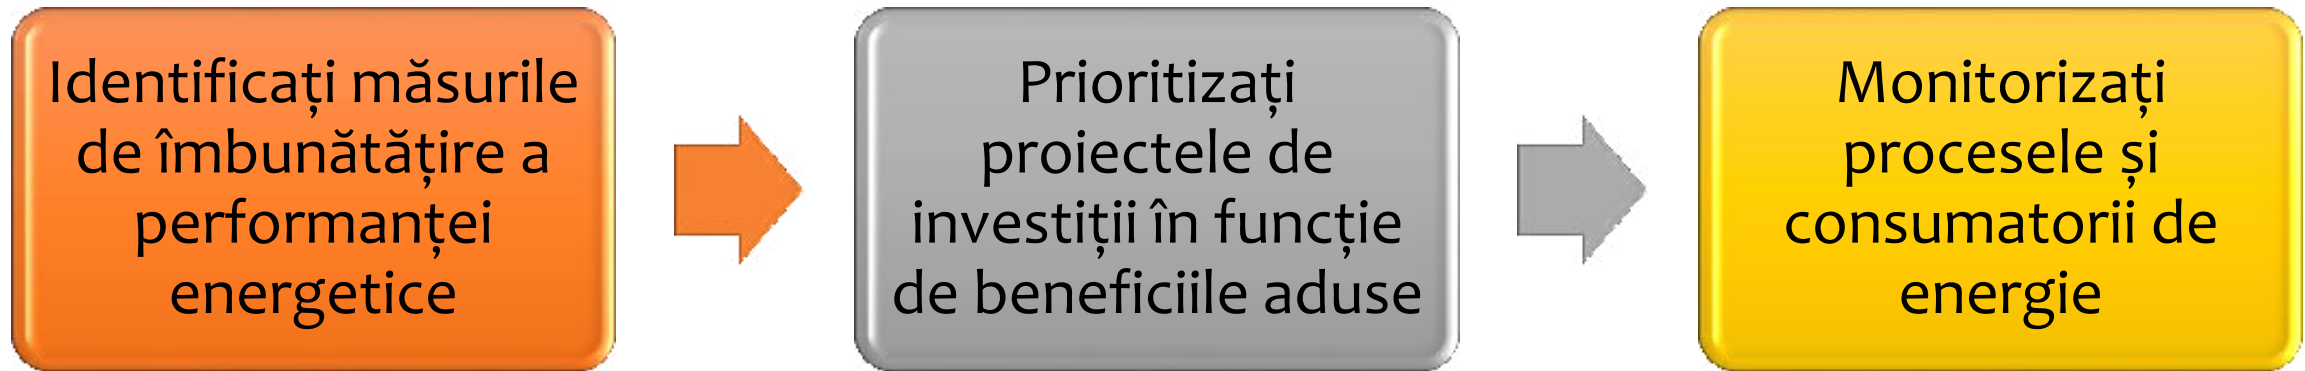 Identificați măsurile
de îmbunătățire a
performanței
energetice
Prioritizați
proiectele de
investiții în funcție
de beneficiile aduse
Monitorizați
procesele și
consumatorii de
energie